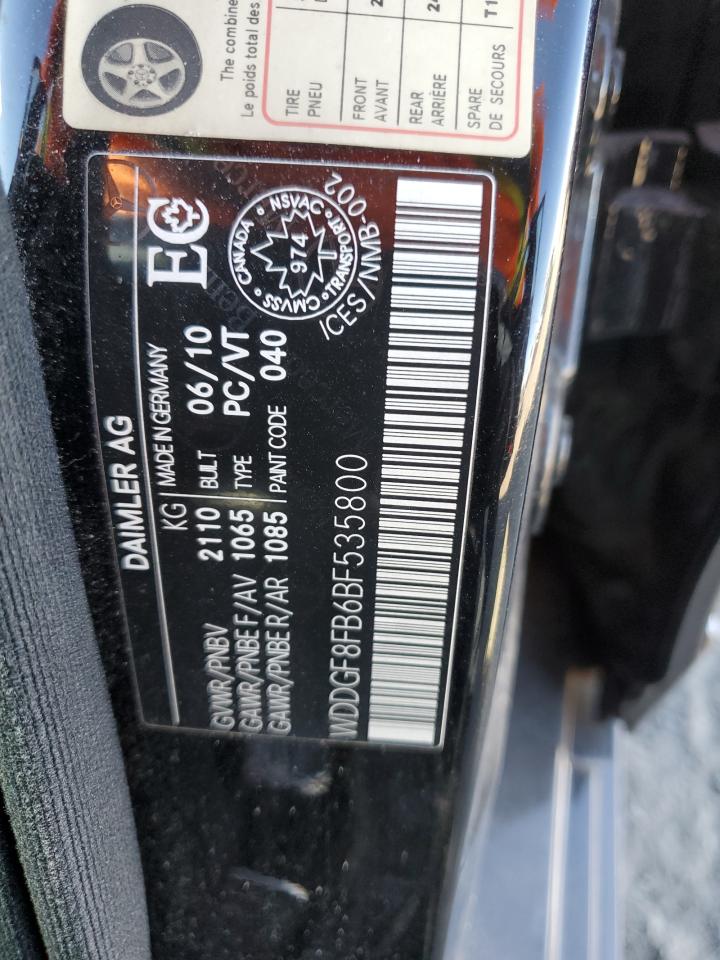 DAIMLER AG
KG MADE IN GERMANY
GVWR/PNBV 2110 BULT 06/10
GAWR/PNBE F/AV 1065 TYPE PC/VT
GAWR/PNBE R/AR 1085 PAINT CODE 040
EC
CANADA NSVAC
974
CMVSS TRANSPORT
/CES/NMB-002
WDDGF8FB6BF535800
The combine
Le poids total des
TIRE
PNEU
FRONT
AVANT
REAR
ARRIÈRE
SPARE
DE SECOURS